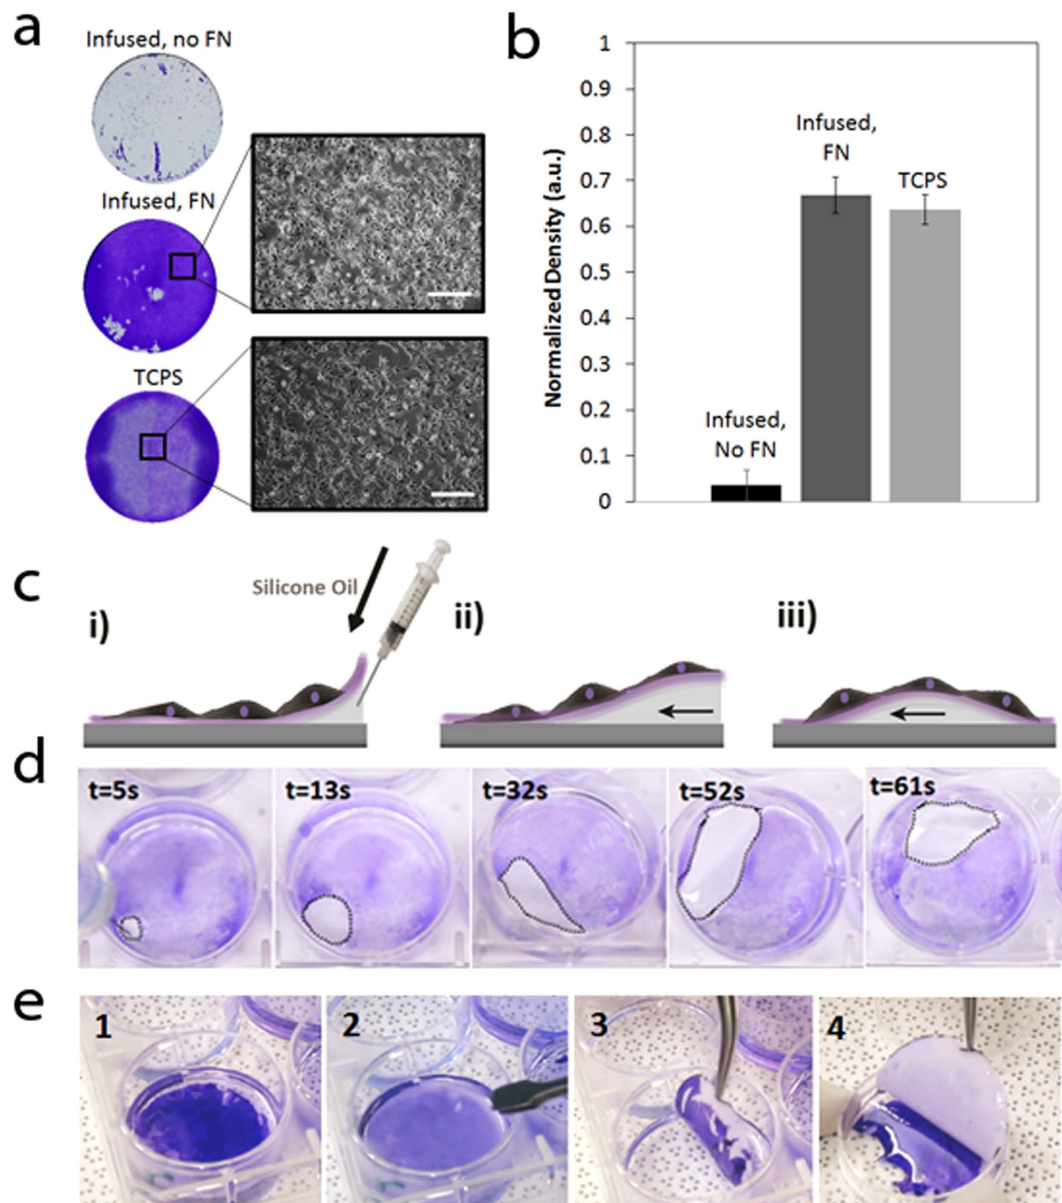 a
Infused, no FN
Infused, FN
TCPS
b
1
0.9
0.8
0.7
0.6
0.5
0.4
0.3
0.2
0.1
0
Normalized Density (a.u.)
Infused,
No FN
Infused,
FN
TCPS
c
i)
Silicone Oil
ii)
iii)
d
t=5s
t=13s
t=32s
t=52s
t=61s
e
1
2
3
4